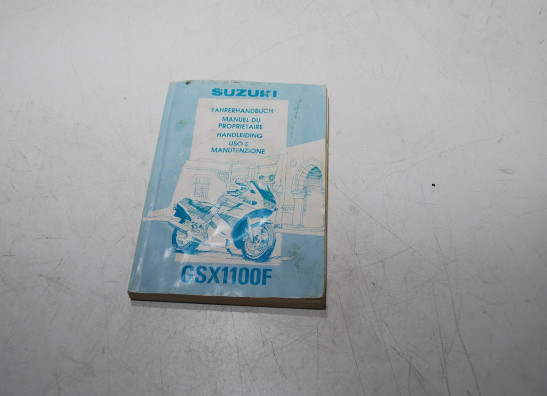 SUZUKI
FAHRERHANDBUCH
MANUEL DU
PROPRIETAIRE
HANDLEIDING
USO E
MANUTENZIONE
GSX1100F